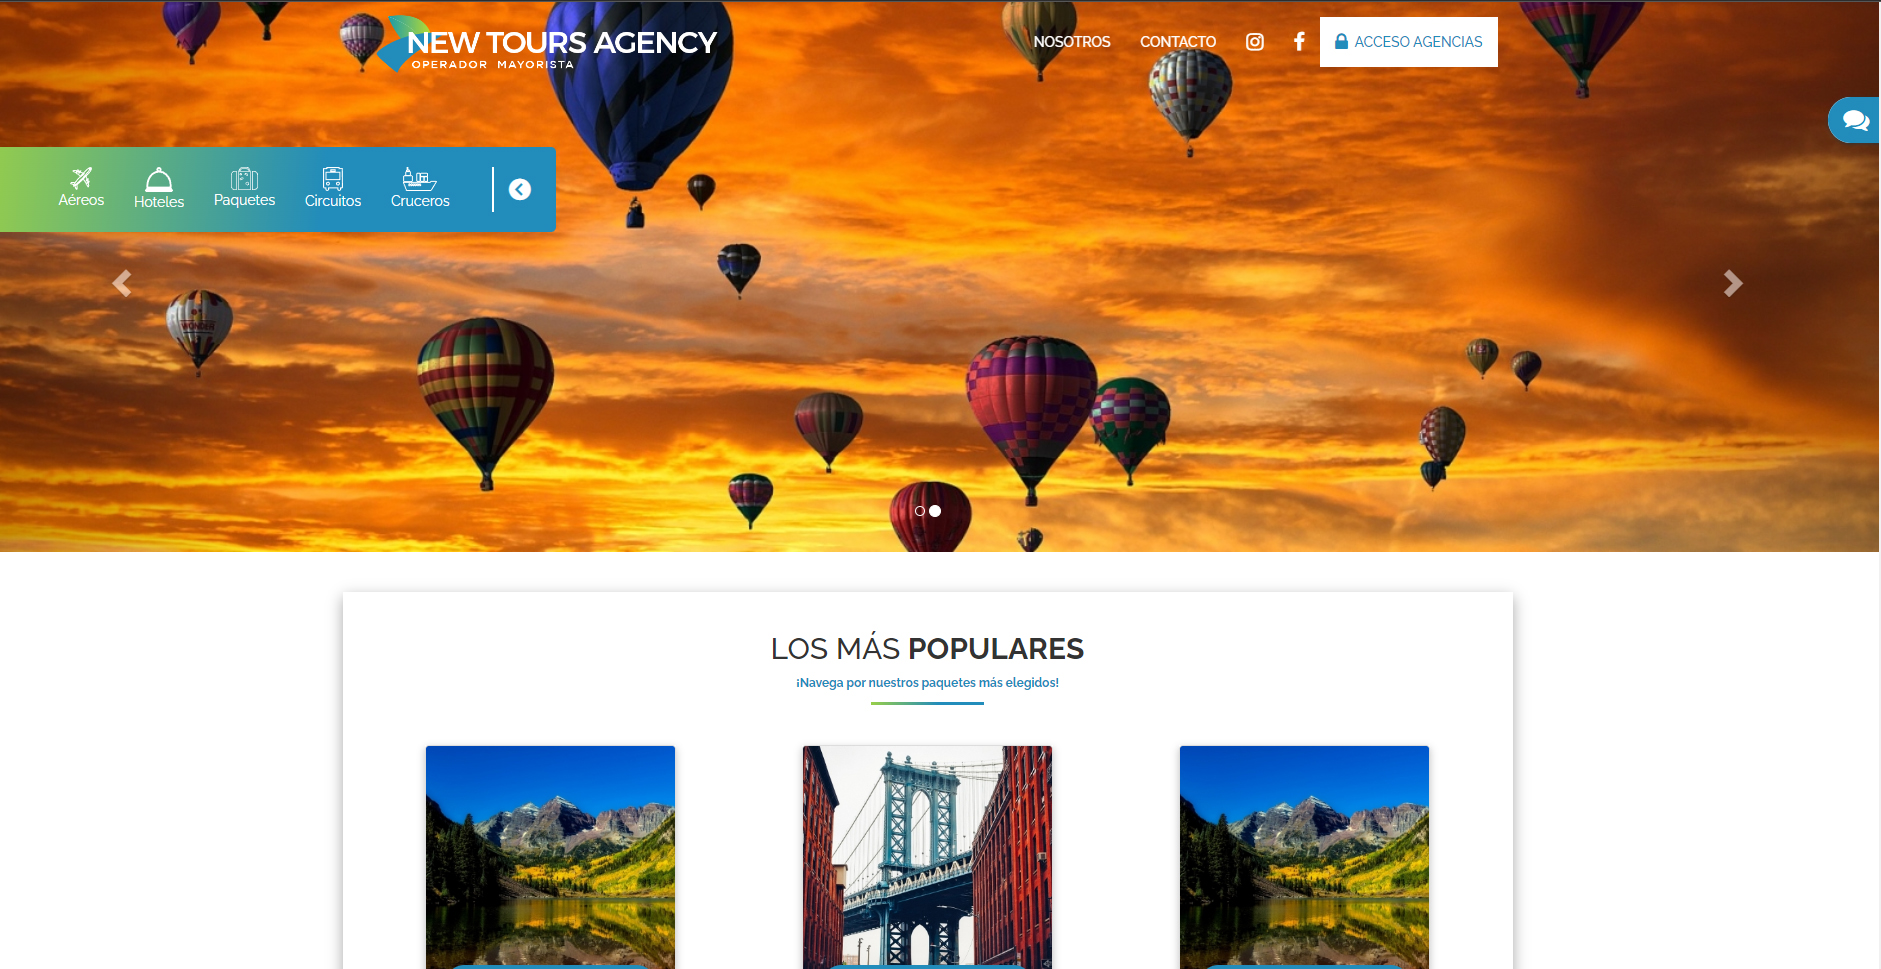 NEW TOURS AGENCY
OPERADOR MAYORISTA
NOSOTROS
CONTACTO
ACCESO AGENCIAS
Aéreos
Hoteles
Paquetes
Circuitos
Cruceros
WONDER
LOS MÁS POPULARES
¡Navega por nuestros paquetes más elegidos!